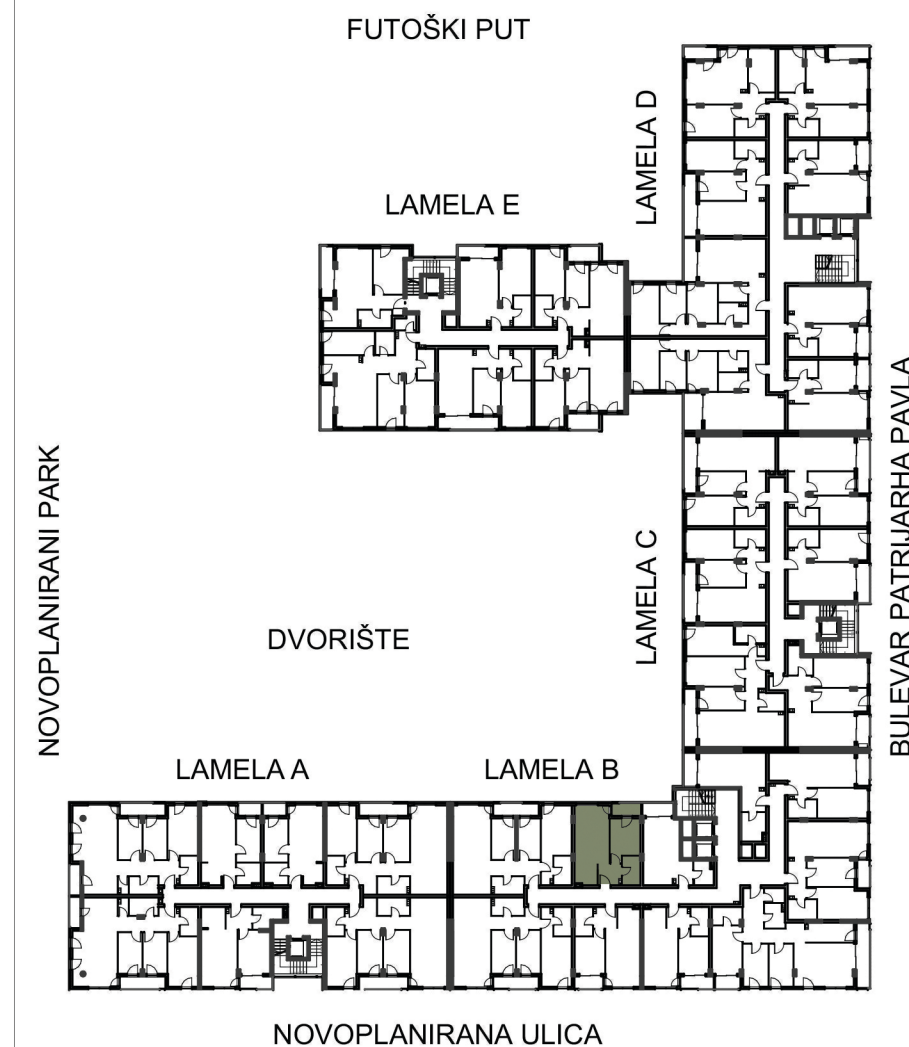 FUTOŠKI PUT
LAMELA D
LAMELA E
NOVOPLANIRANI PARK
BULEVAR PATRIJARHA PAVLA
LAMELA C
DVORIŠTE
LAMELA A
LAMELA B
NOVOPLANIRANA ULICA